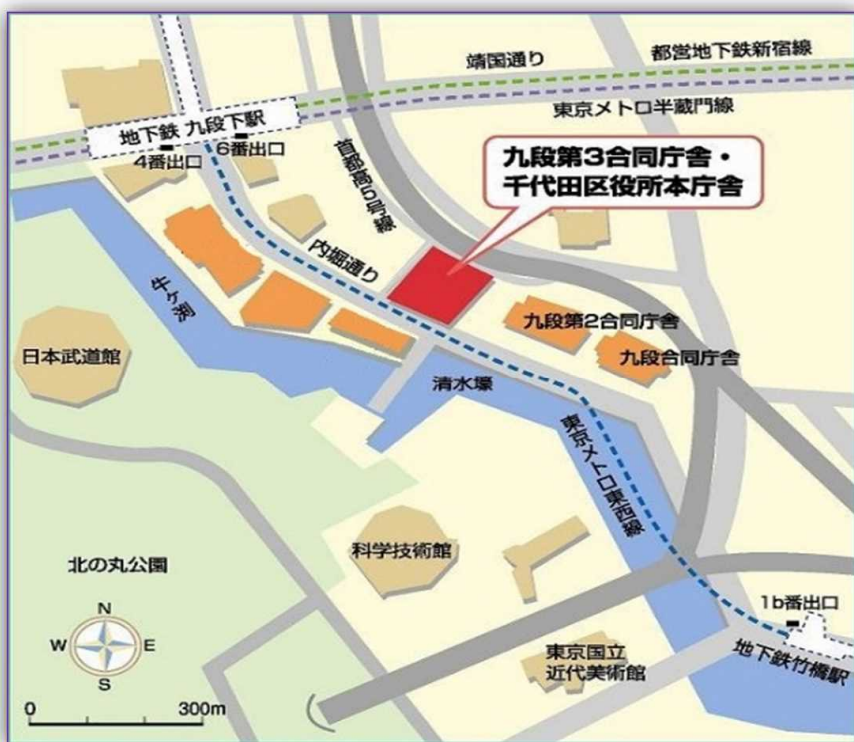 都営地下鉄新宿線
靖国通り
東京メトロ半蔵門線
地下鉄 九段下駅
4番出口
6番出口
首都高5号線
九段第3合同庁舎・
千代田区役所本庁舎
内堀通り
牛ヶ渕
九段第2合同庁舎
九段合同庁舎
日本武道館
清水壕
東京メトロ東西線
科学技術館
北の丸公園
1b番出口
地下鉄竹橋駅
東京国立
近代美術館
N
W
E
S
0
300m